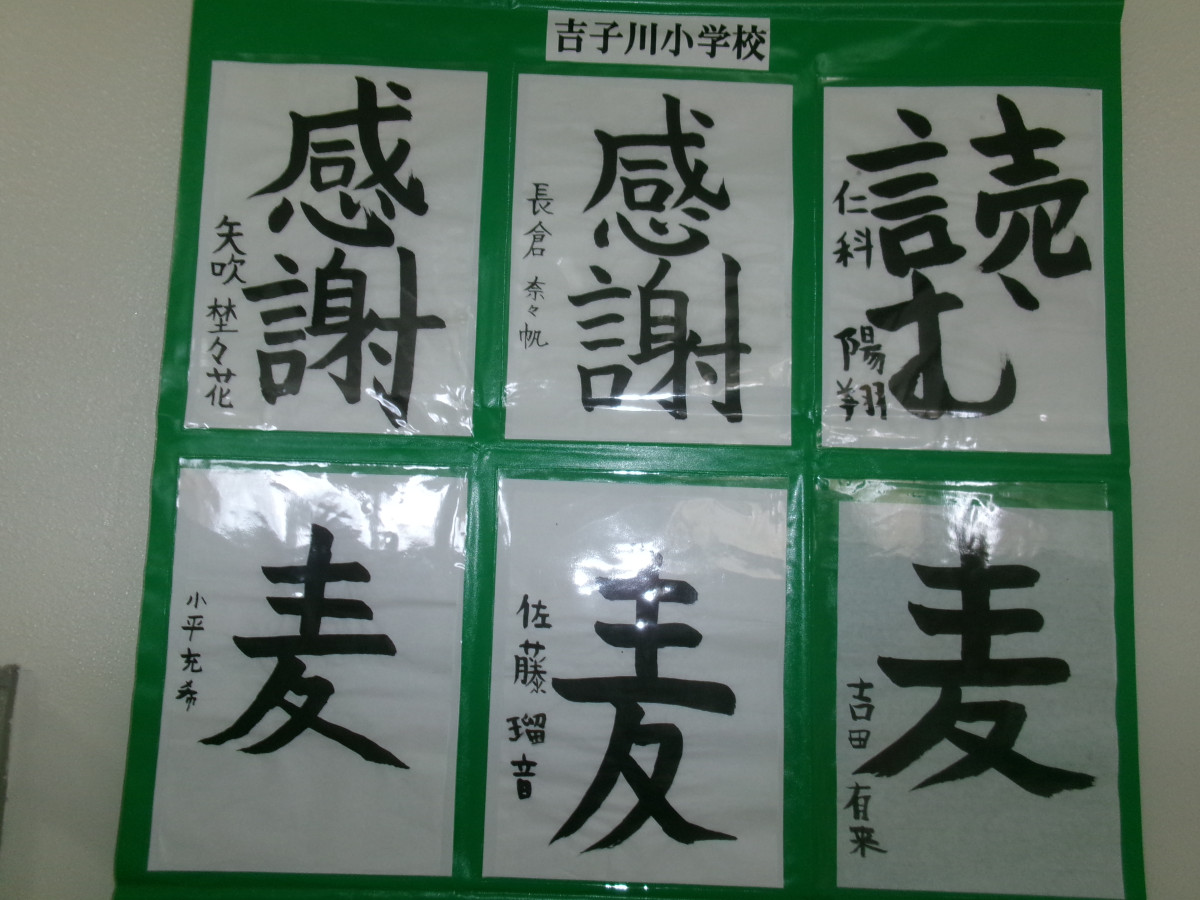 吉子川小学校
感謝
矢吹 埜々花
感謝
長倉 奈々帆
読む
仁科 陽翔
麦
小平充希
麦
佐藤 瑠音
麦
吉田 有来